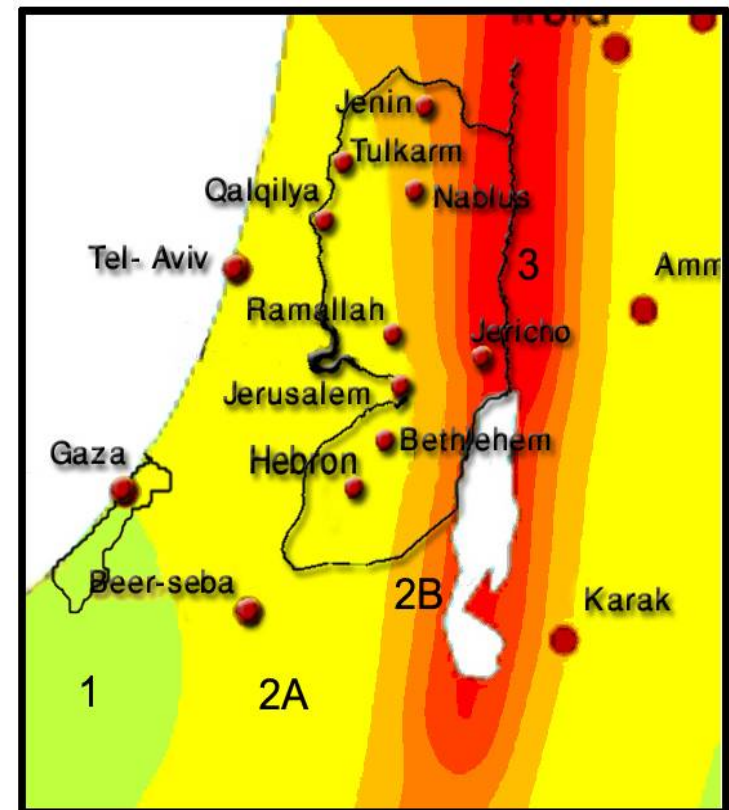 Jenin
Tulkarm
Qalqilya
Nablus
Tel- Aviv
3
Amm
Ramallah
Jericho
Jerusalem
Bethlehem
Gaza
Hebron
Beer-seba
2B
Karak
1
2A